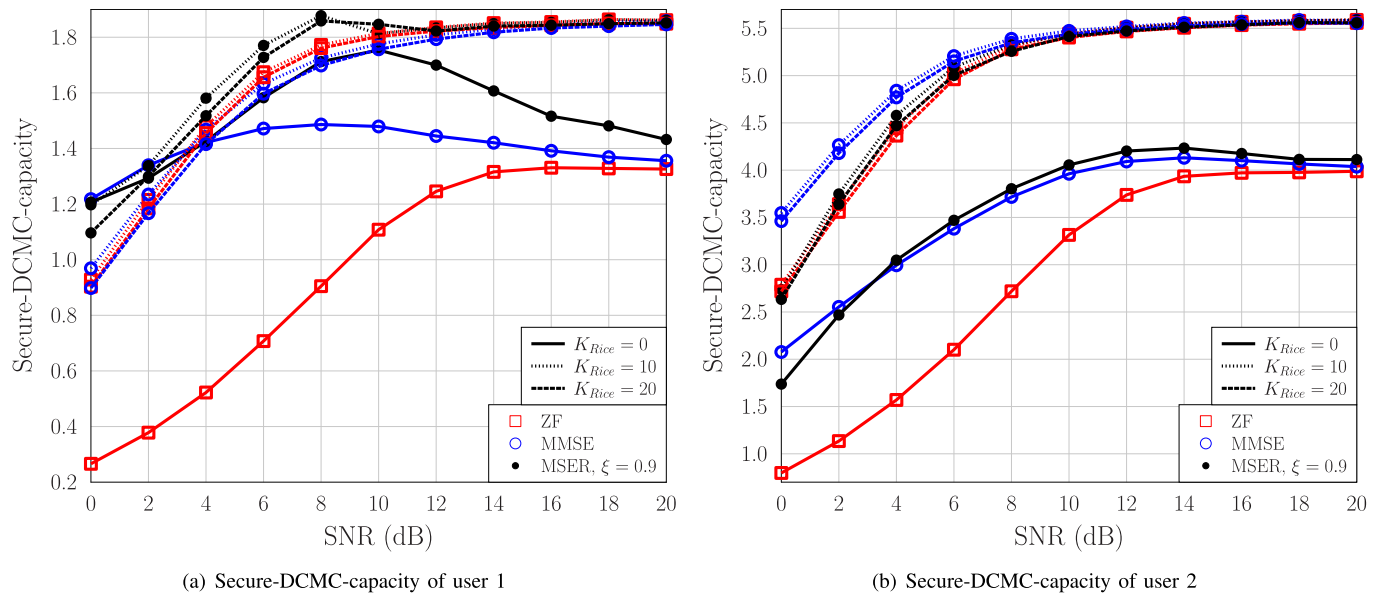 Secure-DCMC-capacity
1.8
1.6
1.4
1.2
1.0
0.8
0.6
0.4
0.2
0 2 4 6 8 10 12 14 16 18 20
SNR (dB)
K_Rice = 0
K_Rice = 10
K_Rice = 20
ZF
MMSE
MSER, ξ = 0.9
(a) Secure-DCMC-capacity of user 1
Secure-DCMC-capacity
5.5
5.0
4.5
4.0
3.5
3.0
2.5
2.0
1.5
1.0
0 2 4 6 8 10 12 14 16 18 20
SNR (dB)
K_Rice = 0
K_Rice = 10
K_Rice = 20
ZF
MMSE
MSER, ξ = 0.9
(b) Secure-DCMC-capacity of user 2